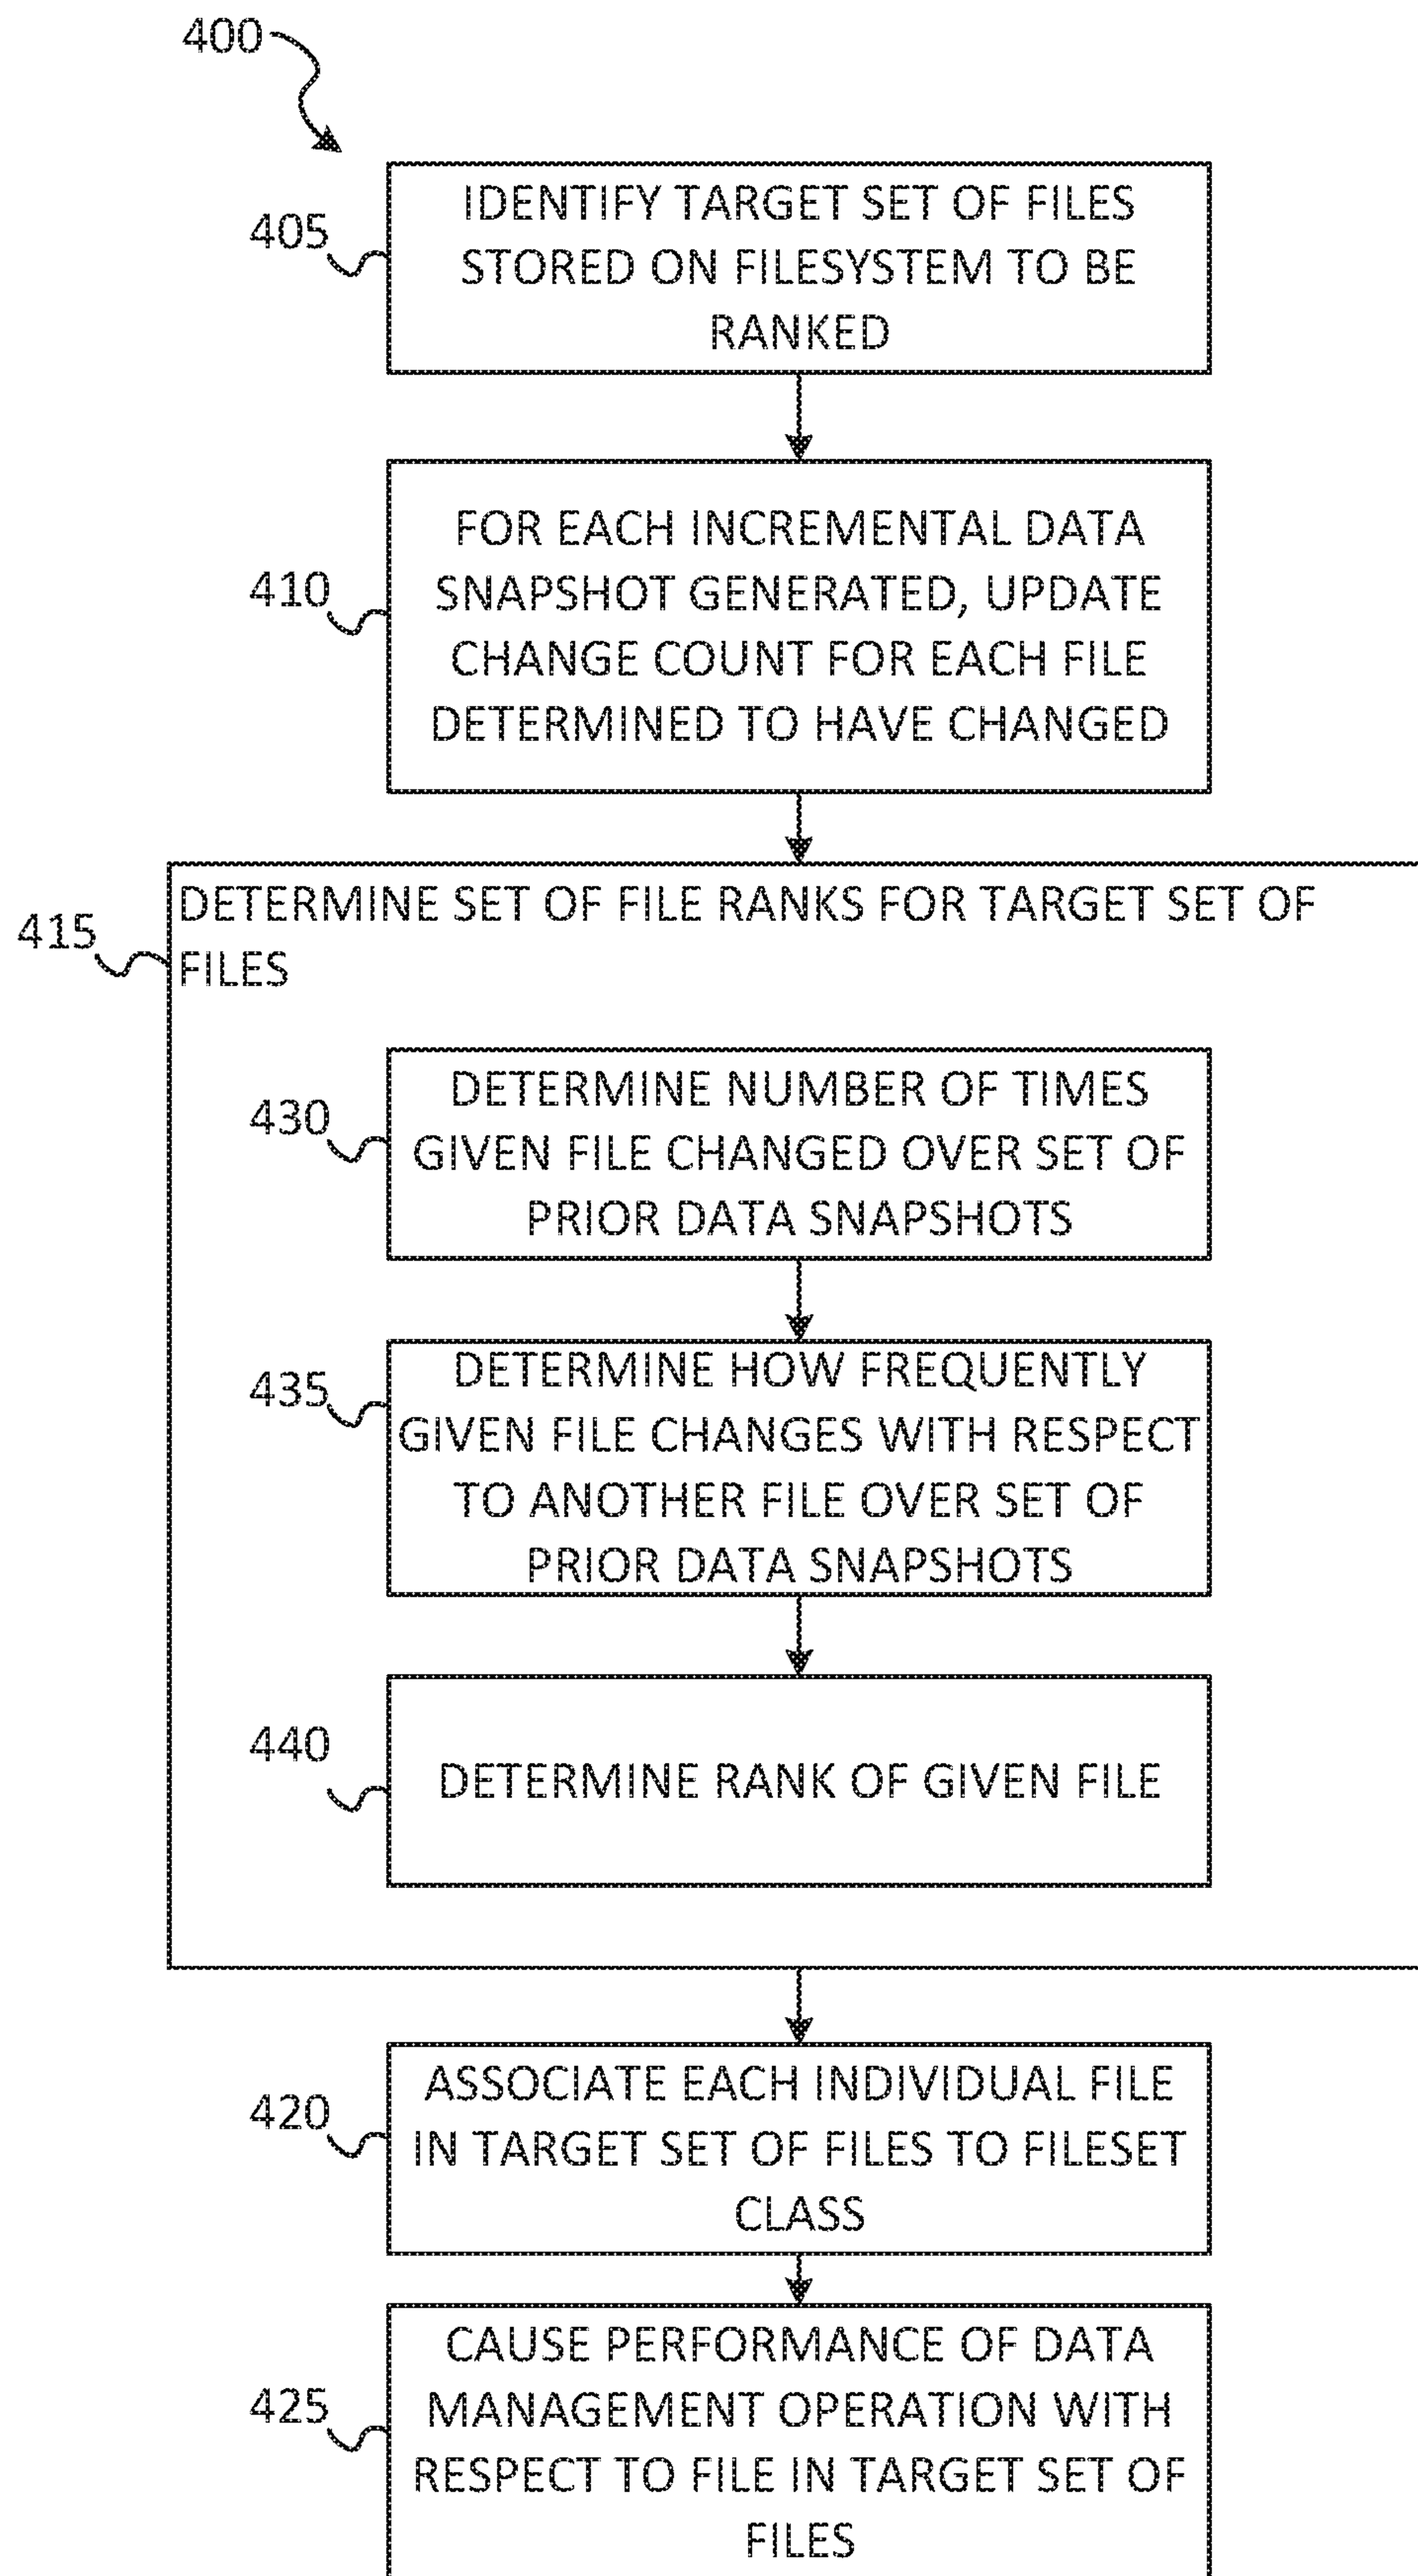 400
405
IDENTIFY TARGET SET OF FILES
STORED ON FILESYSTEM TO BE
RANKED
410
FOR EACH INCREMENTAL DATA
SNAPSHOT GENERATED, UPDATE
CHANGE COUNT FOR EACH FILE
DETERMINED TO HAVE CHANGED
415
DETERMINE SET OF FILE RANKS FOR TARGET SET OF
FILES
430
DETERMINE NUMBER OF TIMES
GIVEN FILE CHANGED OVER SET OF
PRIOR DATA SNAPSHOTS
435
DETERMINE HOW FREQUENTLY
GIVEN FILE CHANGES WITH RESPECT
TO ANOTHER FILE OVER SET OF
PRIOR DATA SNAPSHOTS
440
DETERMINE RANK OF GIVEN FILE
420
ASSOCIATE EACH INDIVIDUAL FILE
IN TARGET SET OF FILES TO FILESET
CLASS
425
CAUSE PERFORMANCE OF DATA
MANAGEMENT OPERATION WITH
RESPECT TO FILE IN TARGET SET OF
FILES